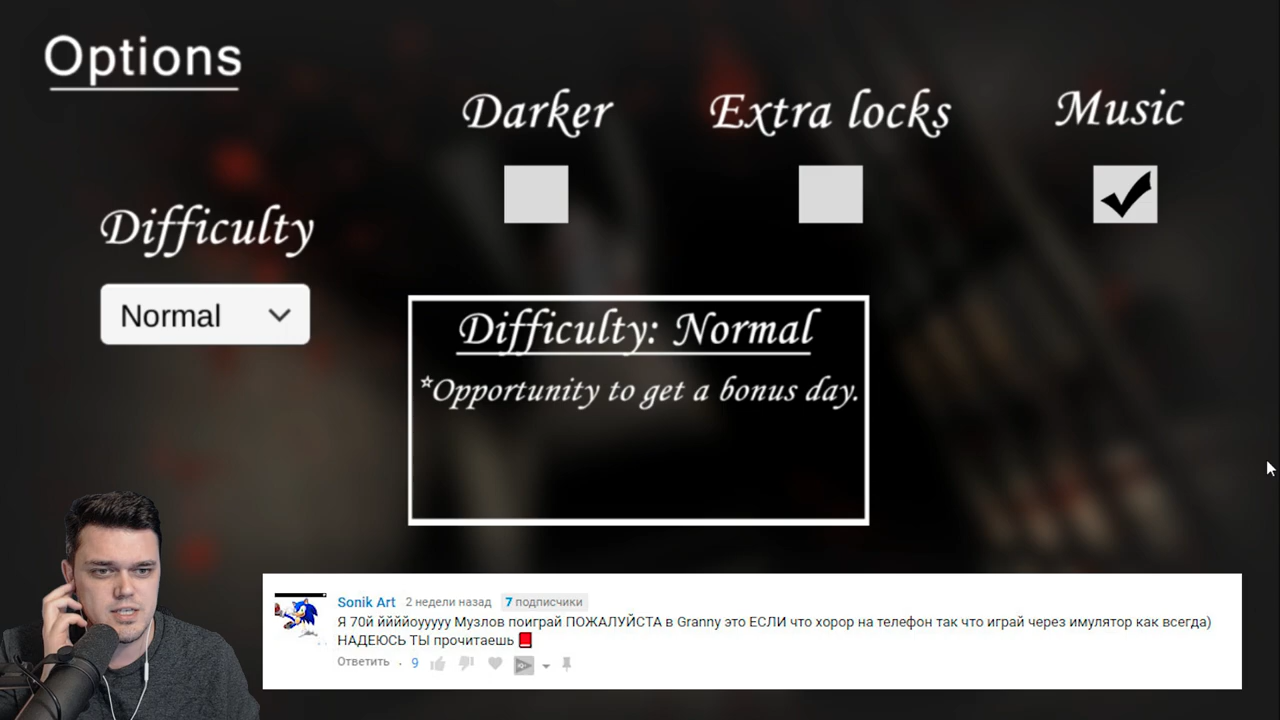 Options
Darker
Extra locks
Music
Difficulty
Normal
Difficulty: Normal
*Opportunity to get a bonus day.
Sonik Art 2 недели назад 7 подписчики
Я 70й ййййоууууу Музлов поиграй ПОЖАЛУЙСТА в Granny это ЕСЛИ что хорор на телефон так что играй через имулятор как всегда)
НАДЕЮСЬ ТЫ прочитаешь
Ответить · 9